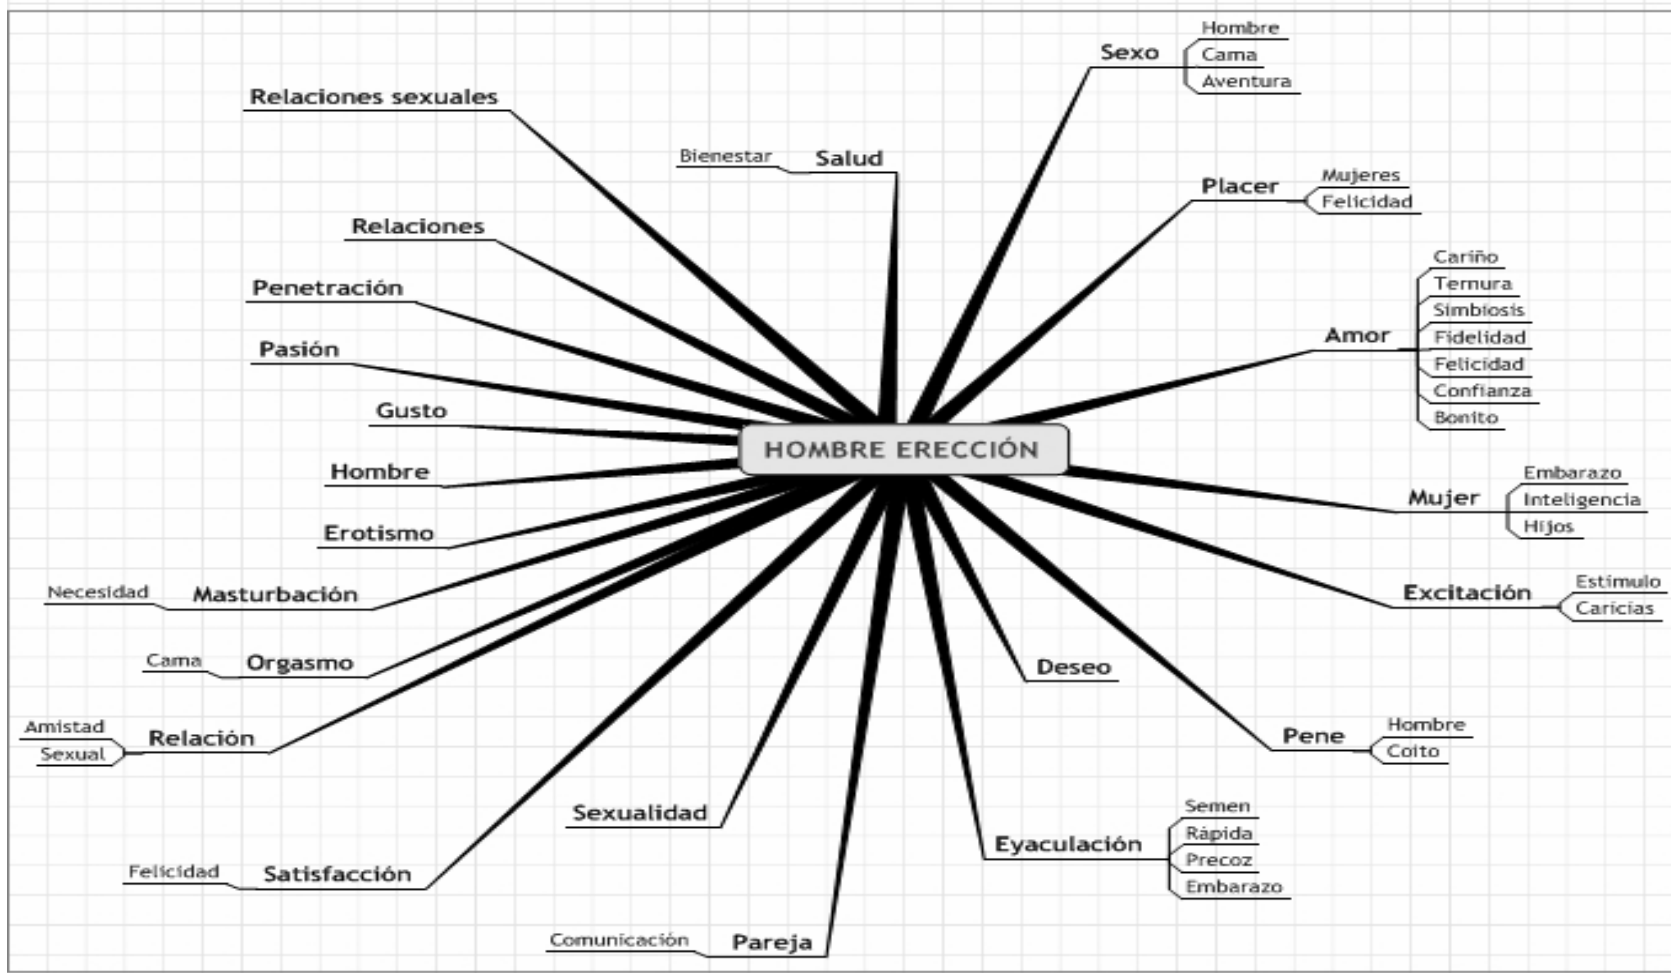 Sexo
Hombre
Cama
Aventura
Relaciones sexuales
Bienestar
Salud
Placer
Mujeres
Felicidad
Relaciones
Amor
Cariño
Ternura
Simbiosis
Fidelidad
Felicidad
Confianza
Bonito
Penetración
Pasión
Gusto
HOMBRE ERECCIÓN
Hombre
Mujer
Embarazo
Inteligencia
Hijos
Erotismo
Necesidad
Masturbación
Excitación
Estímulo
Caricias
Cama
Orgasmo
Deseo
Amistad
Sexual
Relación
Pene
Hombre
Coito
Sexualidad
Eyaculación
Semen
Rápida
Precoz
Embarazo
Felicidad
Satisfacción
Comunicación
Pareja